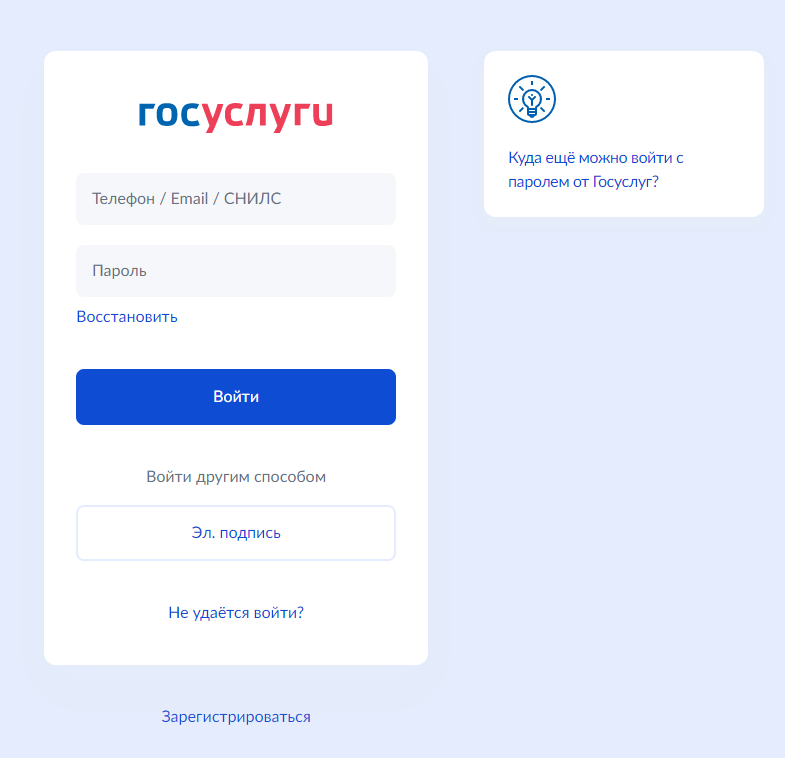 госуслуги
Телефон / Email / СНИЛС
Пароль
Восстановить
Войти
Войти другим способом
Эл. подпись
Не удаётся войти?
Зарегистрироваться
Куда ещё можно войти с
паролем от Госуслуг?